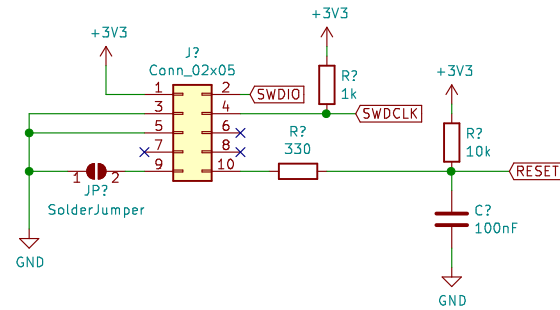 +3V3
+3V3
J?
Conn_02x05
+3V3
R?
1k
1
2
SWDIO
3
4
SWDCLK
5
6
R?
330
R?
10k
7
8
9
10
RESET
1
2
JP?
SolderJumper
C?
100nF
GND
GND